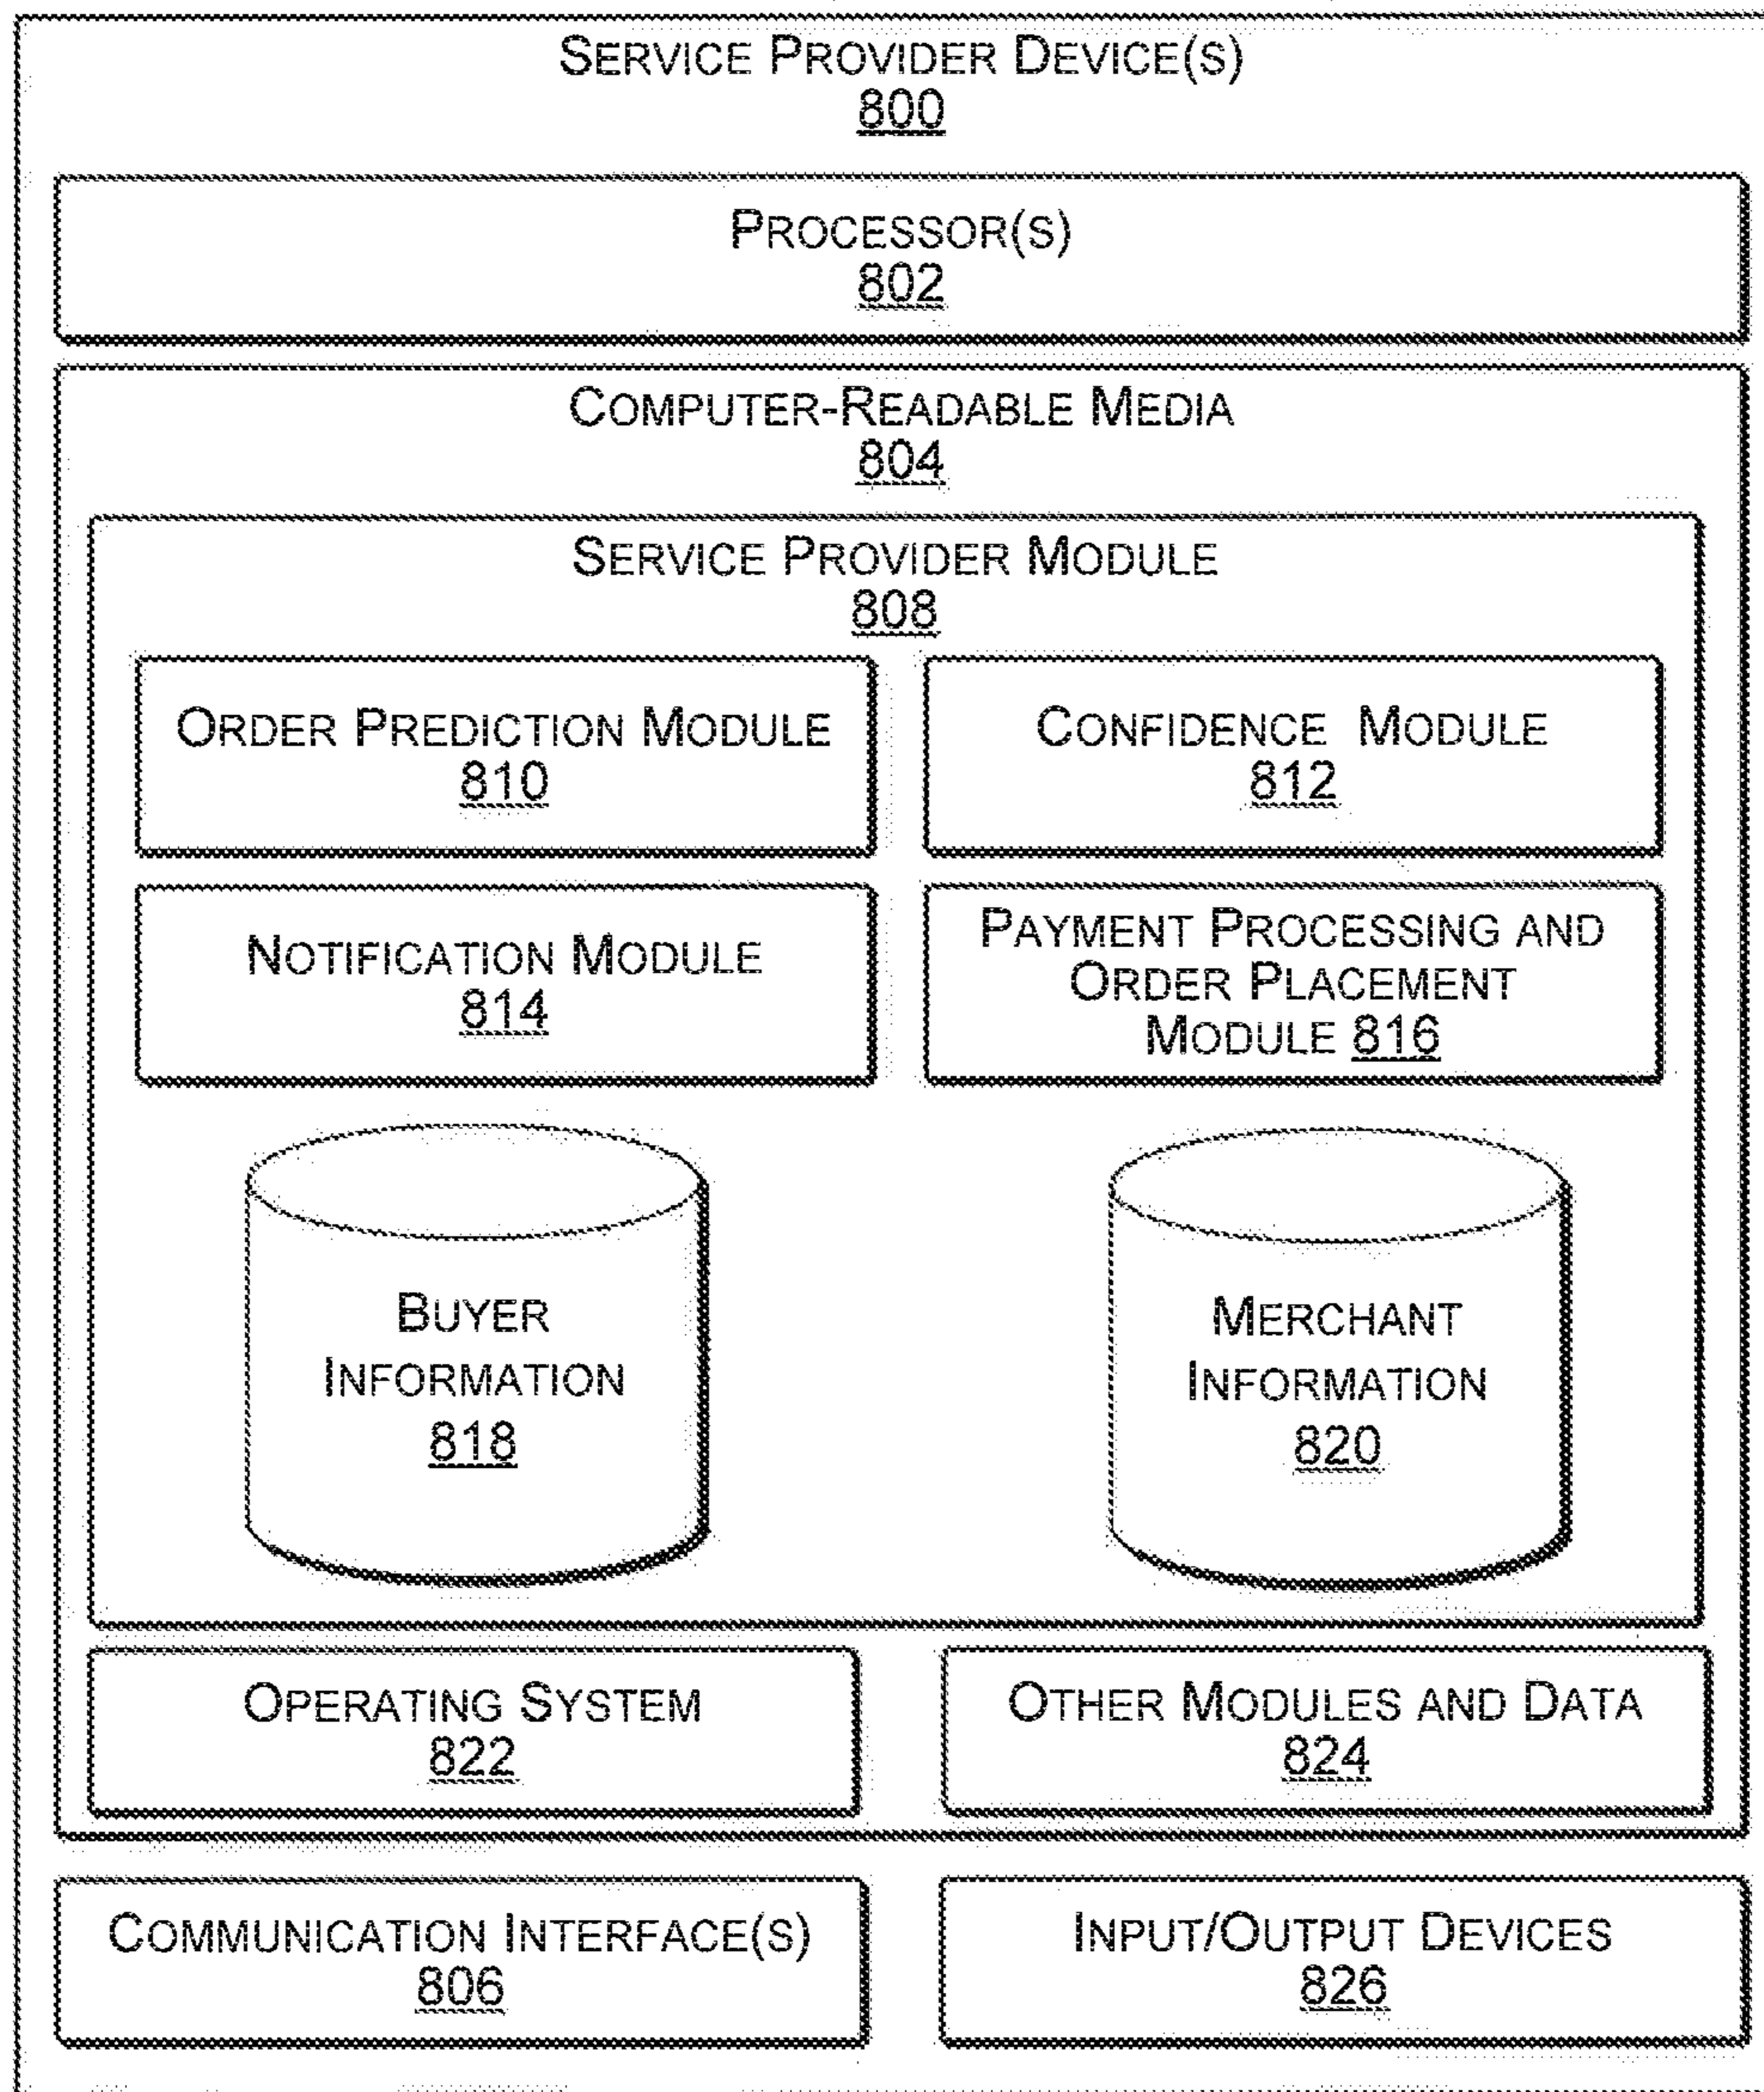 SERVICE PROVIDER DEVICE(S)
800
PROCESSOR(S)
802
COMPUTER-READABLE MEDIA
804
SERVICE PROVIDER MODULE
808
ORDER PREDICTION MODULE
810
CONFIDENCE MODULE
812
NOTIFICATION MODULE
814
PAYMENT PROCESSING AND
ORDER PLACEMENT
MODULE 816
BUYER
INFORMATION
818
MERCHANT
INFORMATION
820
OPERATING SYSTEM
822
OTHER MODULES AND DATA
824
COMMUNICATION INTERFACE(S)
806
INPUT/OUTPUT DEVICES
826